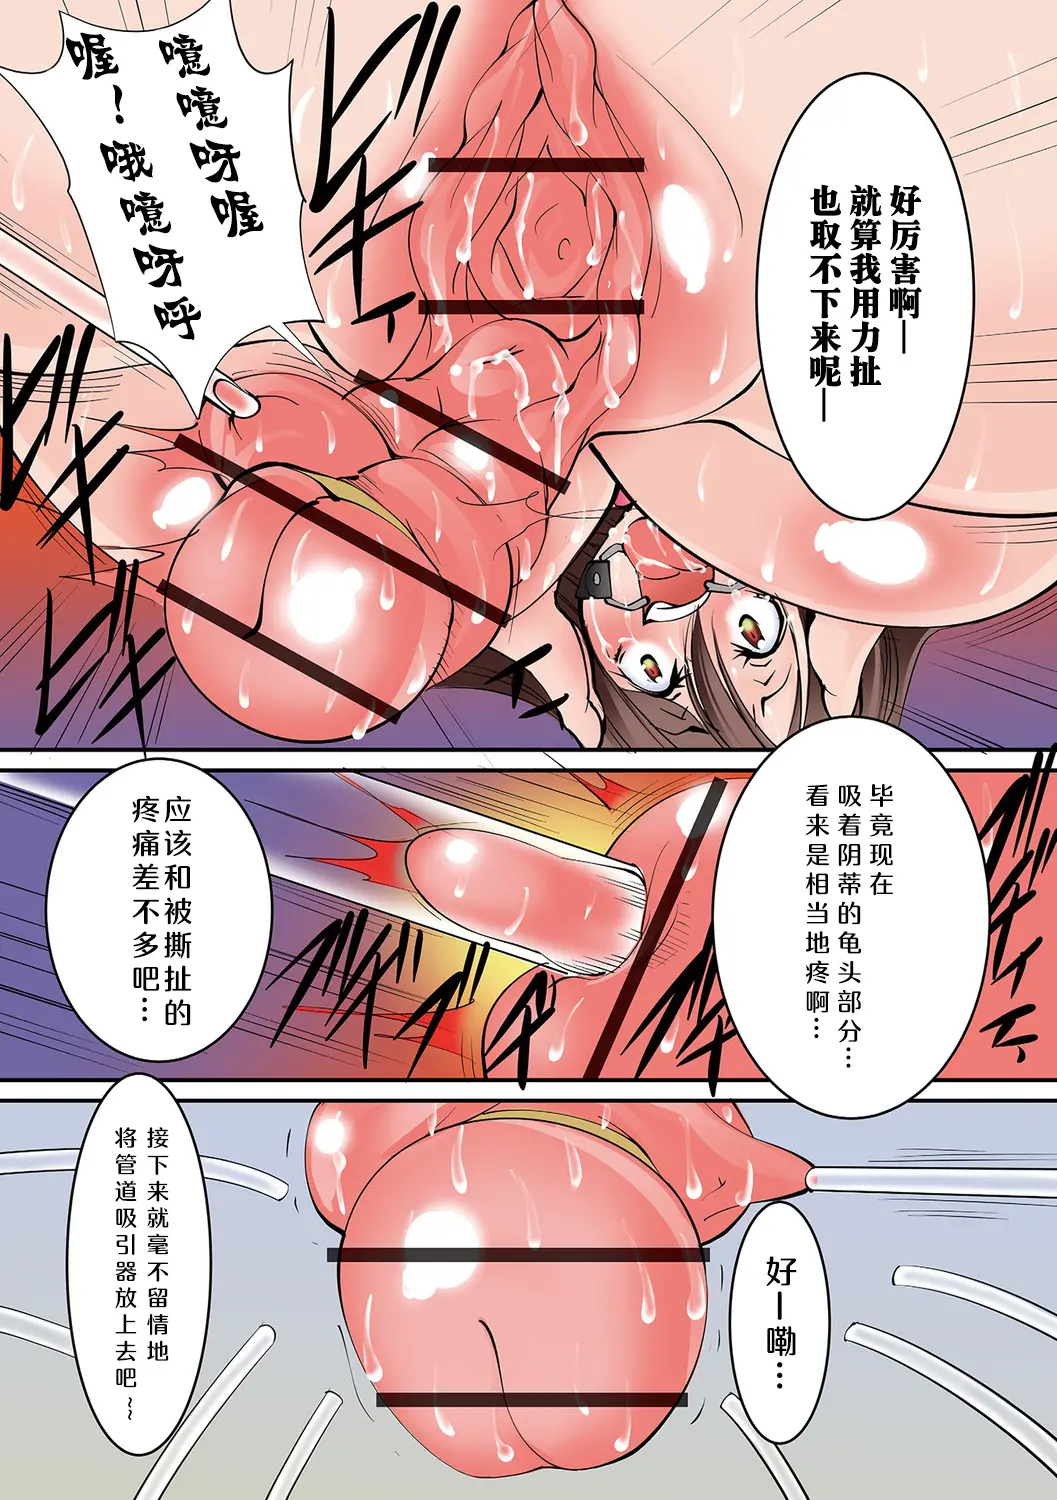 好厉害啊—
就算我用力扯
也取不下来呢—
噫噫呀喔
喔！哦噫呀呼
毕竟现在
吸着阴蒂的龟头部分…
看来是相当地疼啊…
应该和被撕扯的
疼痛差不多吧…
好ー嘞…
接下来就毫不留情地
将管道吸引器放上去吧~~